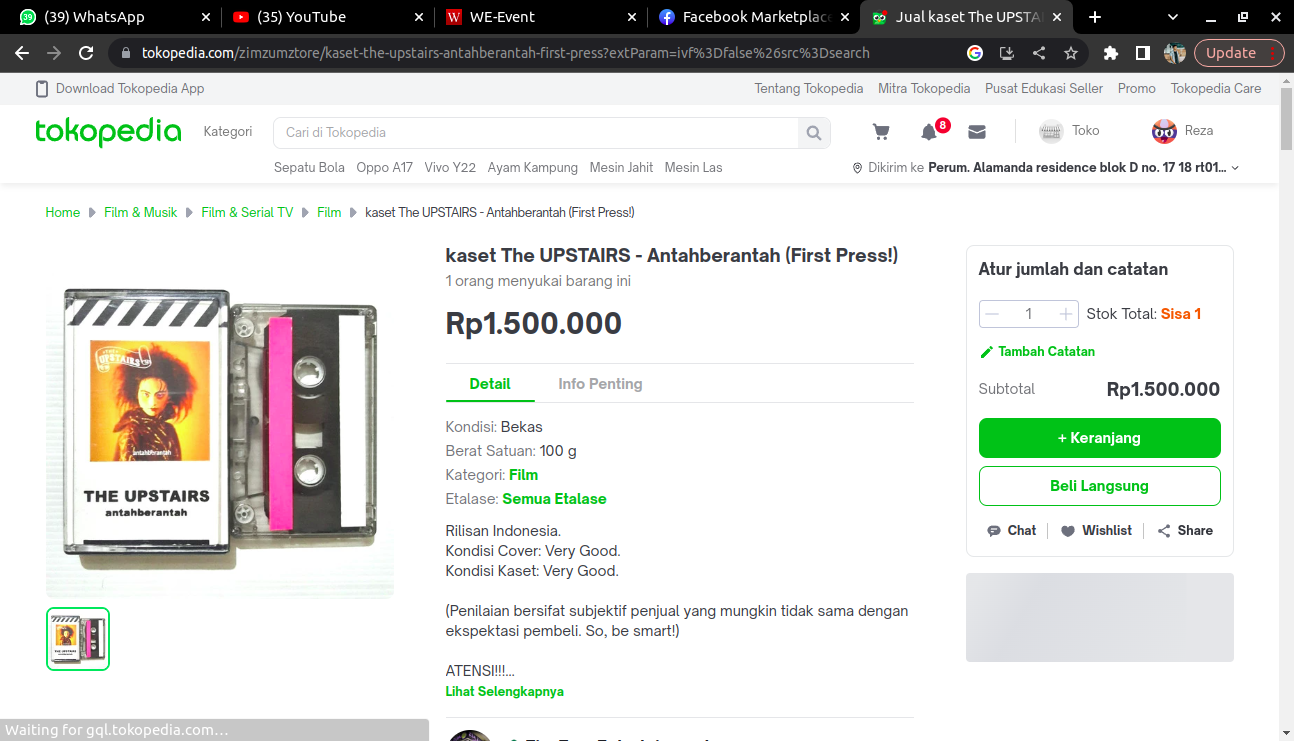 (39) WhatsApp
(35) YouTube
WE-Event
Facebook Marketplace
Jual kaset The UPSTA
tokopedia.com/zimzumztore/kaset-the-upstairs-antahberantah-first-press?extParam=ivf%3Dfalse%26src%3Dsearch
Update
Download Tokopedia App
Tentang Tokopedia Mitra Tokopedia Pusat Edukasi Seller Promo Tokopedia Care
tokopedia
Kategori
Cari di Tokopedia
8
Toko
Reza
Sepatu Bola Oppo A17 Vivo Y22 Ayam Kampung Mesin Jahit Mesin Las
Dikirim ke Perum. Alamanda residence blok D no. 17 18 rt01...
Home Film & Musik Film & Serial TV Film kaset The UPSTAIRS - Antahberantah (First Press!)
UPSTAIRS
antahberantah
THE UPSTAIRS
antahberantah
kaset The UPSTAIRS - Antahberantah (First Press!)
1 orang menyukai barang ini
Rp1.500.000
Detail
Info Penting
Kondisi: Bekas
Berat Satuan: 100 g
Kategori: Film
Etalase: Semua Etalase
Rilisan Indonesia.
Kondisi Cover: Very Good.
Kondisi Kaset: Very Good.
(Penilaian bersifat subjektif penjual yang mungkin tidak sama dengan
ekspektasi pembeli. So, be smart!)
ATENSI!!!...
Lihat Selengkapnya
Atur jumlah dan catatan
1
Stok Total: Sisa 1
Tambah Catatan
Subtotal
Rp1.500.000
+ Keranjang
Beli Langsung
Chat
Wishlist
Share
Waiting for gql.tokopedia.com...